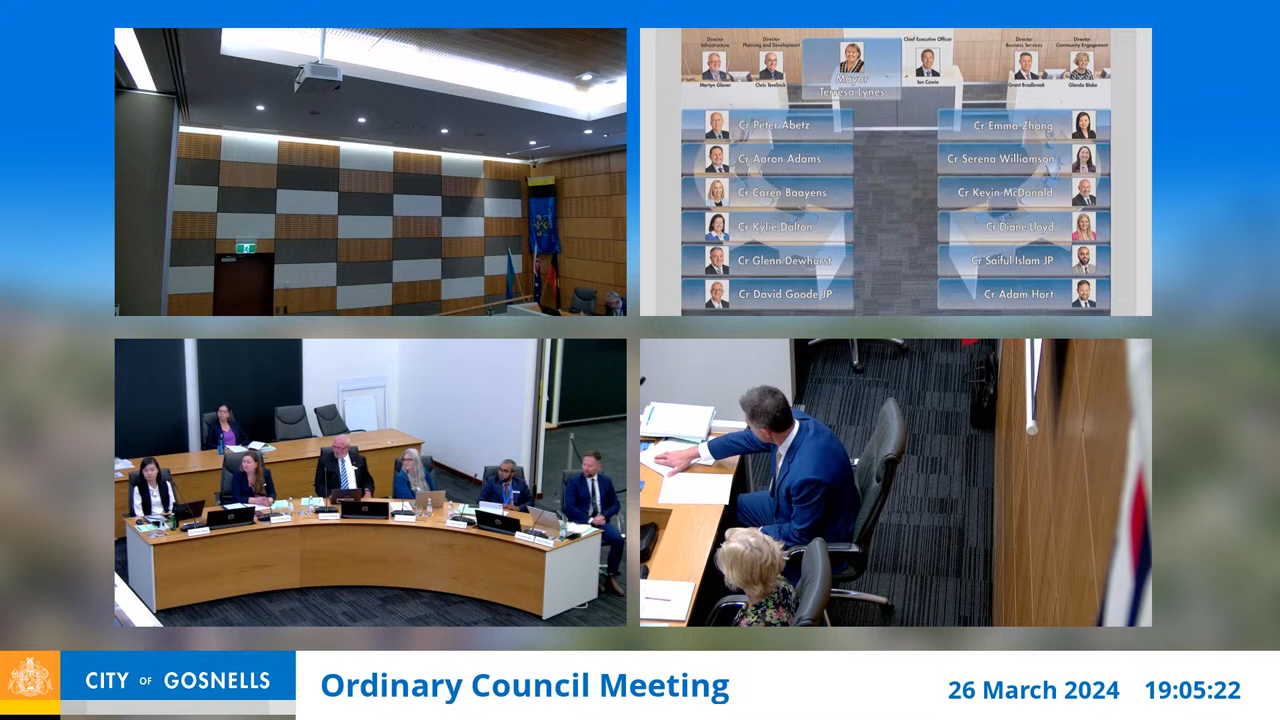 Director
Infrastructure
Director
Planning and Development
Chief Executive Officer
Director
Business Services
Director
Community Engagement
Martyn Glover
Chris Terelinck
Mayor
Terresa Lynes
Ian Cowie
Grant Bradbrook
Glenda Blake
Cr Peter Abetz
Cr Emma Zhang
Cr Aaron Adams
Cr Serena Williamson
Cr Caren Baayens
Cr Kevin McDonald
Cr Kylie Dalton
Cr Diane Lloyd
Cr Glenn Dewhurst
Cr Saiful Islam JP
Cr David Goode JP
Cr Adam Hort
CITY OF GOSNELLS
Ordinary Council Meeting
26 March 2024 19:05:22